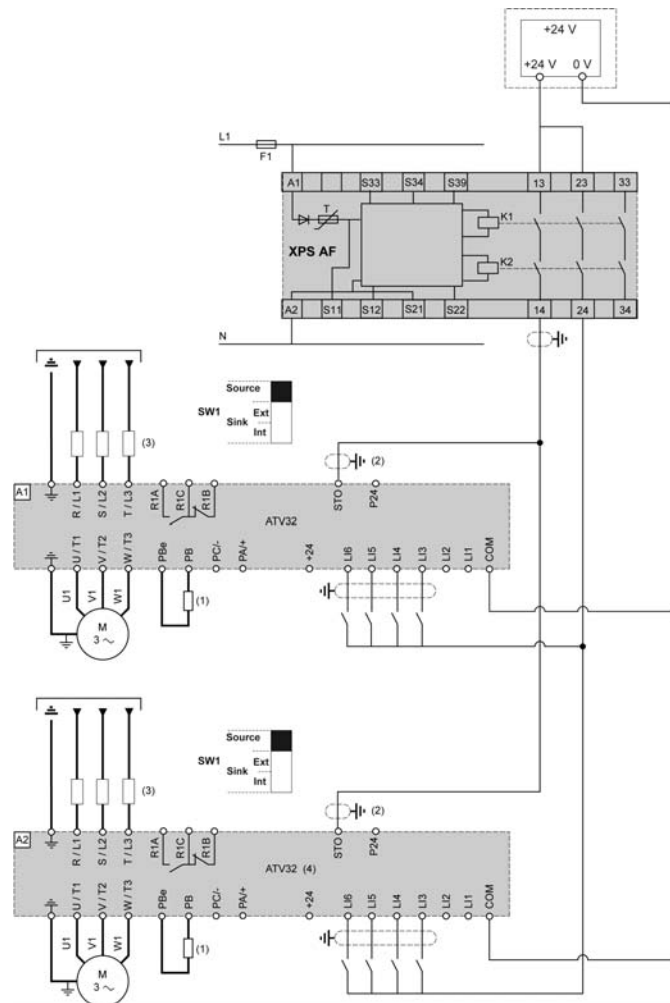 +24 V
+24 V 0 V
L1
F1
A1 S33 S34 S39 13 23 33
T
K1
XPS AF
K2
A2 S11 S12 S21 S22 14 24 34
N
Source
SW1 Sink Ext
Int
(3)
(2)
A1 R / L1 S / L2 T / L3 R1A R1C R1B STO P24
ATV32
U / T1 V / T2 W / T3 PBe PB PC/- PA/+ +24 LI6 LI5 LI4 LI3 LI2 LI1 COM
U1 V1 W1
(1)
M
3 ~
Source
SW1 Sink Ext
Int
(3)
(2)
A2 R / L1 S / L2 T / L3 R1A R1C R1B STO P24
ATV32 (4)
U / T1 V / T2 W / T3 PBe PB PC/- PA/+ +24 LI6 LI5 LI4 LI3 LI2 LI1 COM
U1 V1 W1
(1)
M
3 ~